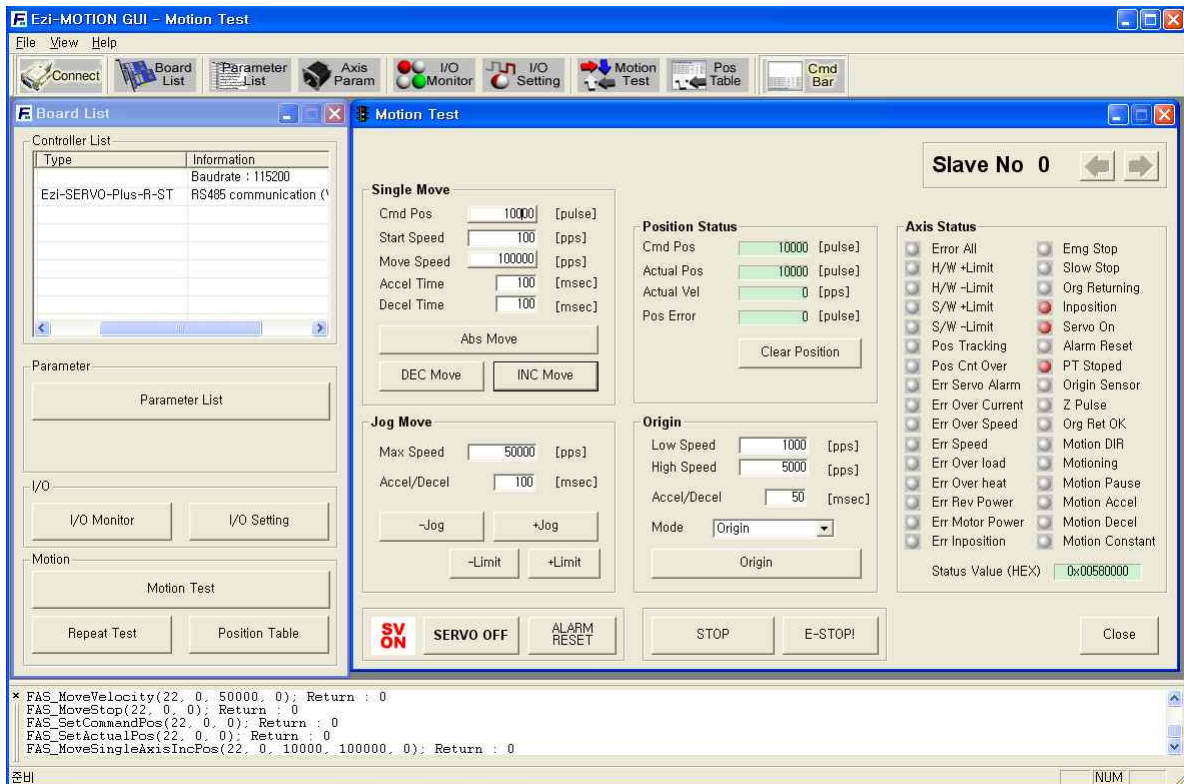 Ezi-MOTION GUI - Motion Test
File View Help
Connect
Board List
Parameter List
Axis Param
I/O Monitor
I/O Setting
Motion Test
Pos Table
Cmd Bar
Board List
Controller List
Type Information
Baudrate : 115200
Ezi-SERVO-Plus-R-ST RS485 communication (
Parameter
Parameter List
I/O
I/O Monitor I/O Setting
Motion
Motion Test
Repeat Test Position Table
Motion Test
Slave No 0
Single Move
Cmd Pos 10000 [pulse]
Start Speed 100 [pps]
Move Speed 100000 [pps]
Accel Time 100 [msec]
Decel Time 100 [msec]
Abs Move
DEC Move INC Move
Jog Move
Max Speed 50000 [pps]
Accel/Decel 100 [msec]
-Jog +Jog
-Limit +Limit
Position Status
Cmd Pos 10000 [pulse]
Actual Pos 10000 [pulse]
Actual Vel 0 [pps]
Pos Error 0 [pulse]
Clear Position
Origin
Low Speed 1000 [pps]
High Speed 5000 [pps]
Accel/Decel 50 [msec]
Mode Origin
Origin
Axis Status
Error All Emg Stop
H/W +Limit Slow Stop
H/W -Limit Org Returning
S/W +Limit Inposition
S/W -Limit Servo On
Pos Tracking Alarm Reset
Pos Cnt Over PT Stoped
Err Servo Alarm Origin Sensor
Err Over Current Z Pulse
Err Over Speed Org Ret OK
Err Speed Motion DIR
Err Over load Motioning
Err Over heat Motion Pause
Err Rev Power Motion Accel
Err Motor Power Motion Decel
Err Inposition Motion Constant
Status Value (HEX) 0x00580000
SV ON
SERVO OFF
ALARM RESET
STOP E-STOP!
Close
FAS_MoveVelocity(22, 0, 50000, 0); Return : 0
FAS_MoveStop(22, 0, 0); Return : 0
FAS_SetCommandPos(22, 0, 0); Return : 0
FAS_SetActualPos(22, 0, 0); Return : 0
FAS_MoveSingleAxisIncPos(22, 0, 10000, 100000, 0); Return : 0
준비 NUM